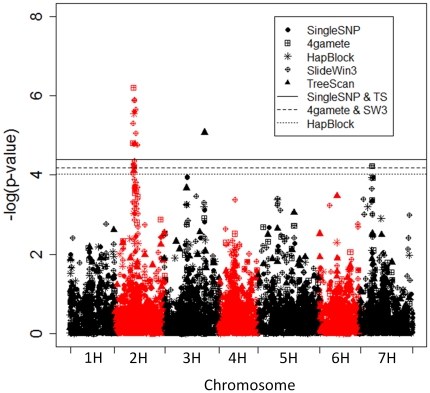 8
SingleSNP
4gamete
HapBlock
SlideWin3
TreeScan
SingleSNP & TS
4gamete & SW3
HapBlock
6
-log(p-value)
4
2
0
1H 2H 3H 4H 5H 6H 7H
Chromosome